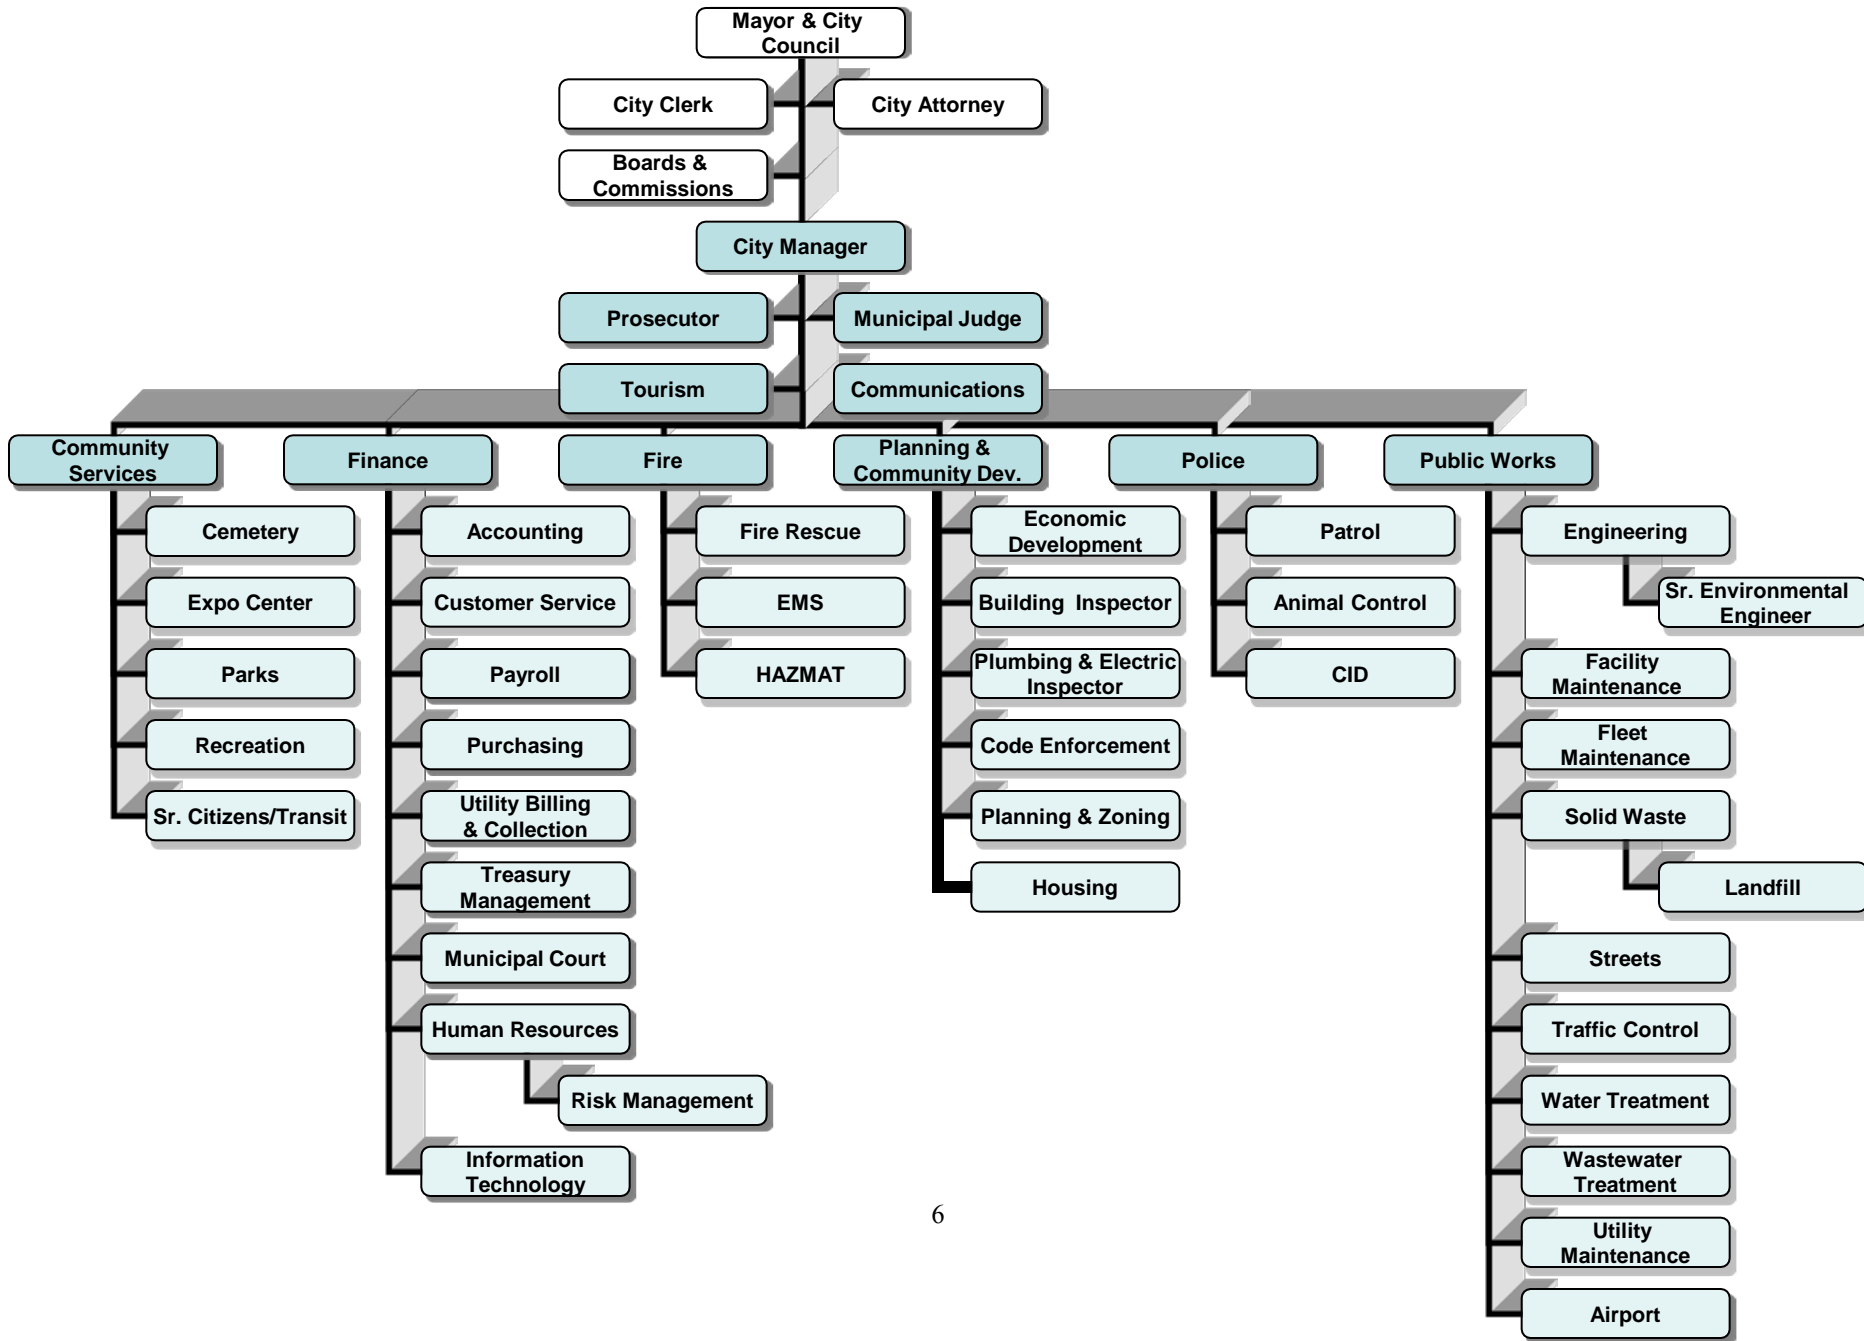 Mayor & City
Council
City Clerk
City Attorney
Boards &
Commissions
City Manager
Prosecutor
Municipal Judge
Tourism
Communications
Community
Services
Finance
Fire
Planning &
Community Dev.
Police
Public Works
Cemetery
Expo Center
Parks
Recreation
Sr. Citizens/Transit
Accounting
Customer Service
Payroll
Purchasing
Utility Billing
& Collection
Treasury
Management
Municipal Court
Human Resources
Risk Management
Information
Technology
Fire Rescue
EMS
HAZMAT
Economic
Development
Building Inspector
Plumbing & Electric
Inspector
Code Enforcement
Planning & Zoning
Housing
Patrol
Animal Control
CID
Engineering
Sr. Environmental
Engineer
Facility
Maintenance
Fleet
Maintenance
Solid Waste
Landfill
Streets
Traffic Control
Water Treatment
Wastewater
Treatment
Utility
Maintenance
Airport
6